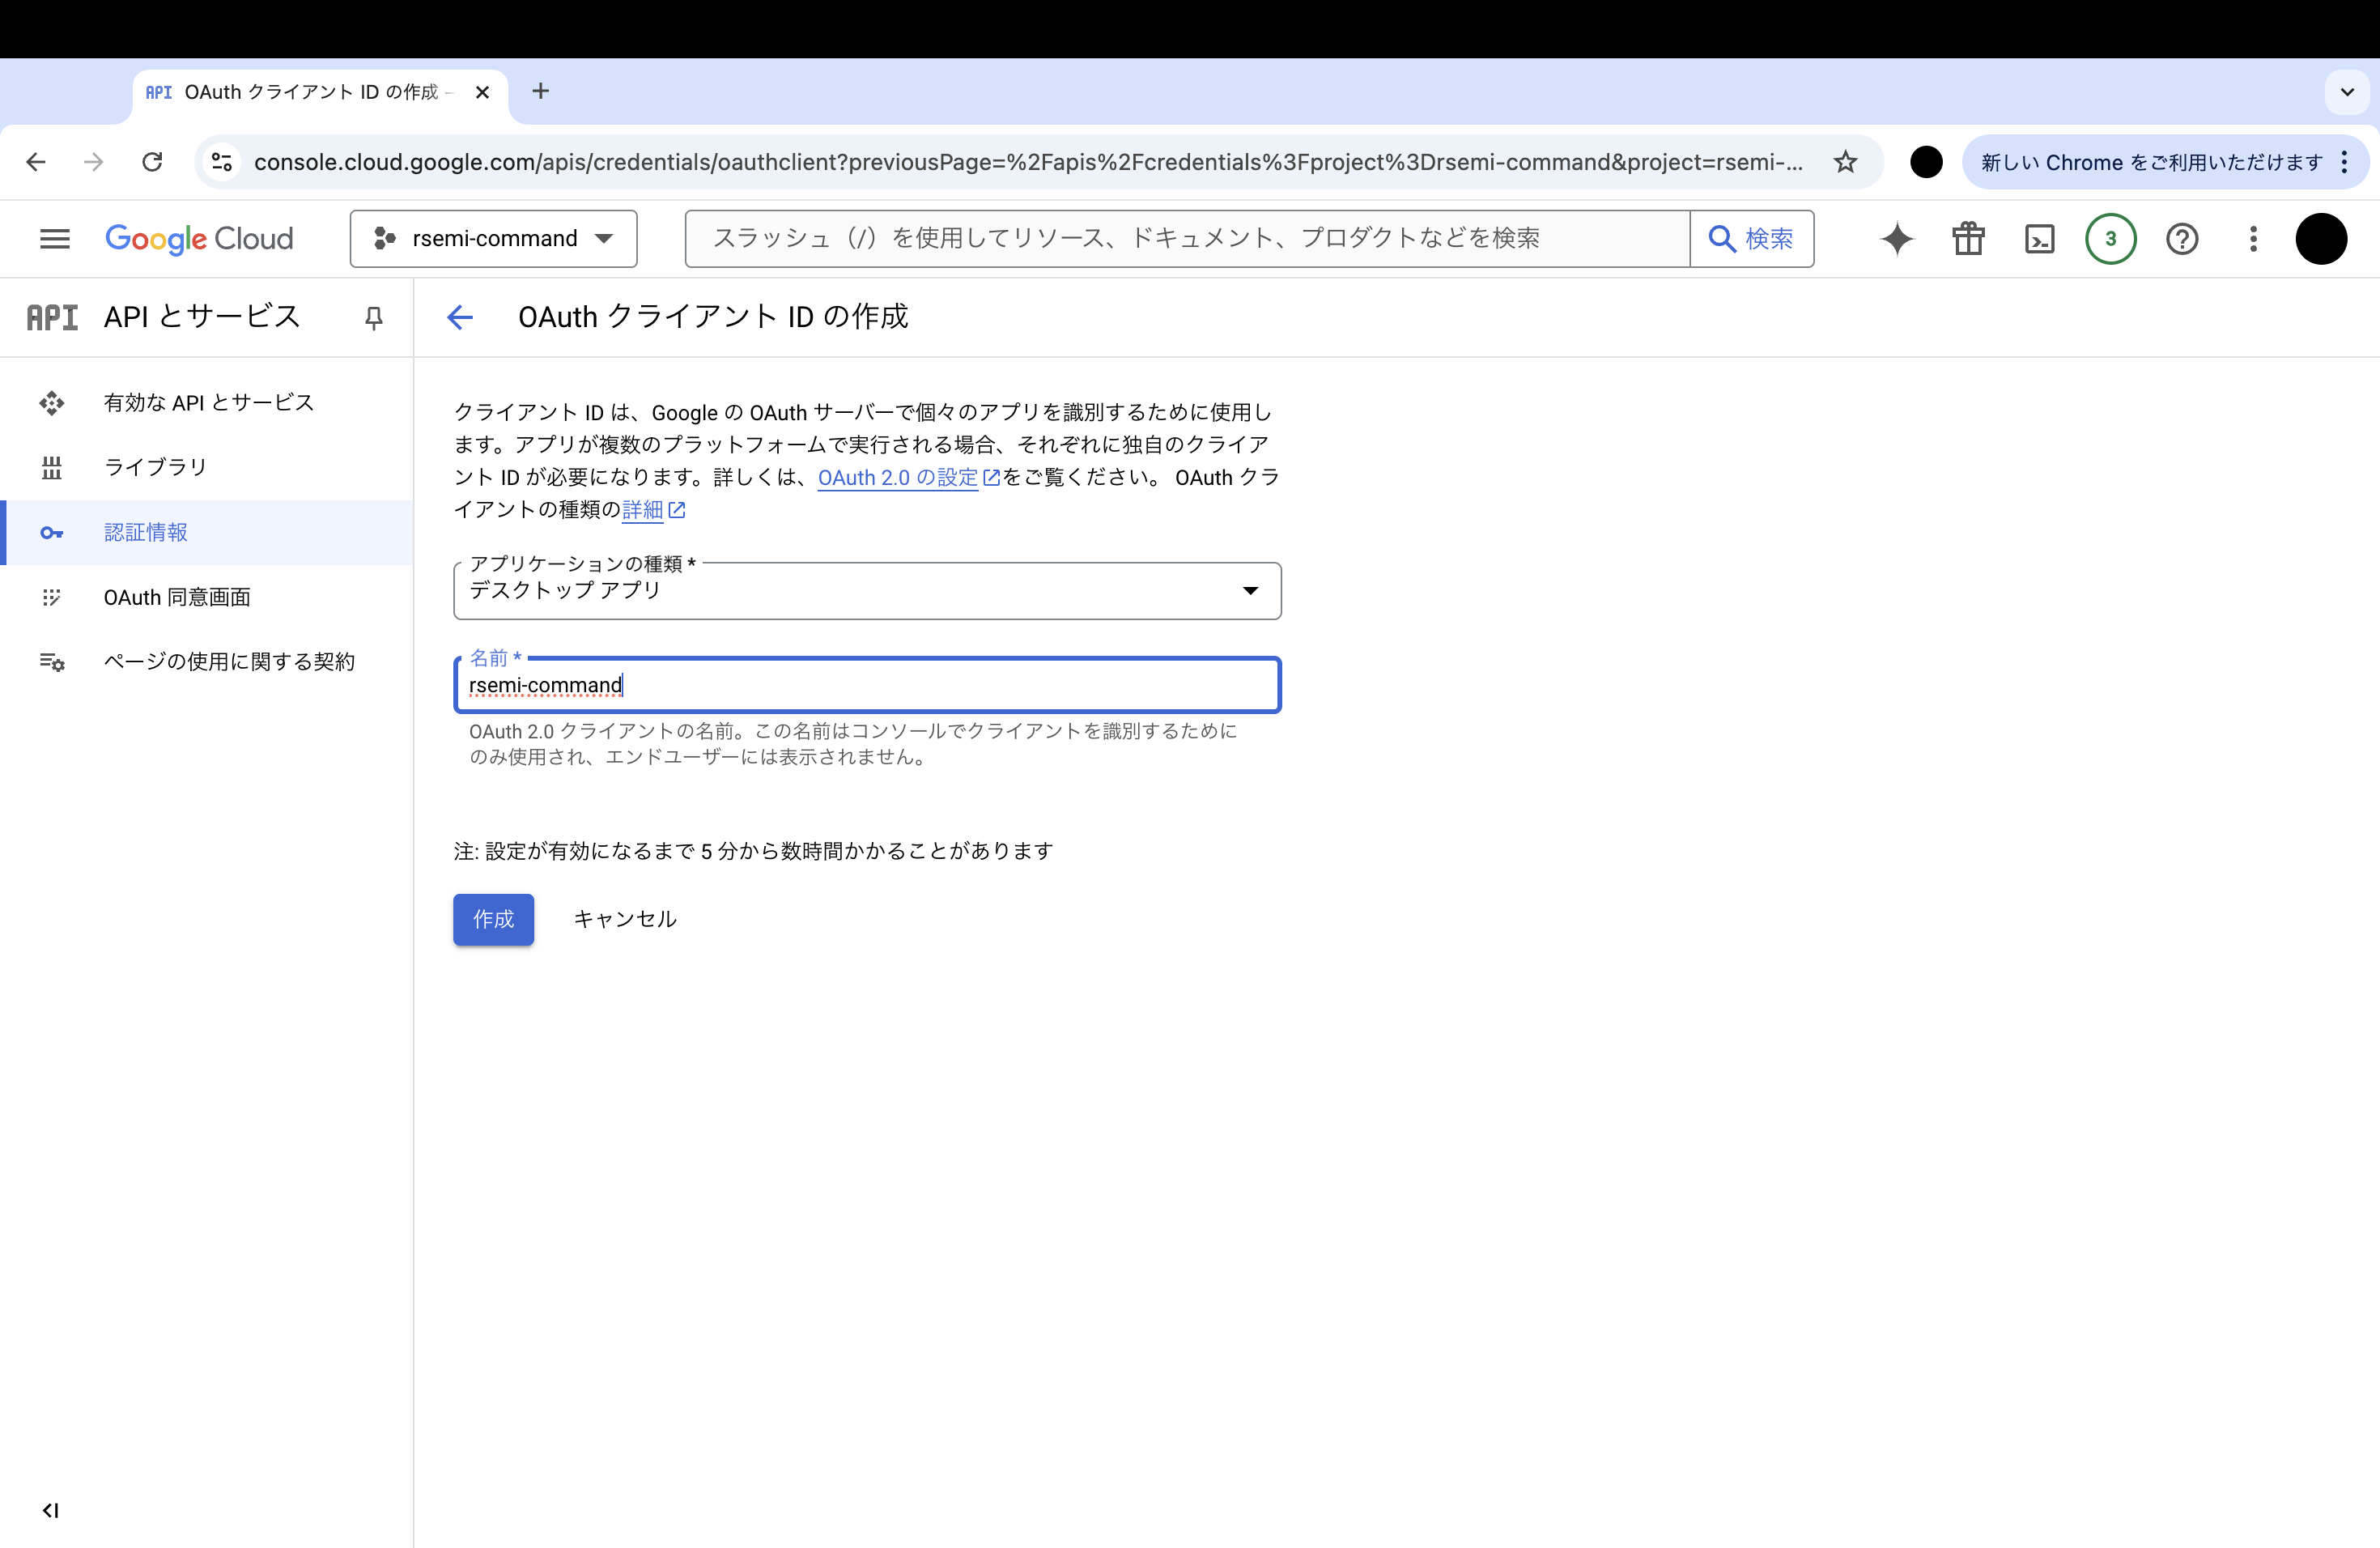 API OAuth クライアント ID の作成 -
console.cloud.google.com/apis/credentials/oauthclient?previousPage=%2Fapis%2Fcredentials%3Fproject%3Drsemi-command&project=rsemi-...
新しい Chrome をご利用いただけます
Google Cloud
rsemi-command
スラッシュ（/）を使用してリソース、ドキュメント、プロダクトなどを検索
検索
3
API API とサービス
OAuth クライアント ID の作成
有効な API とサービス
ライブラリ
認証情報
OAuth 同意画面
ページの使用に関する契約
クライアント ID は、Google の OAuth サーバーで個々のアプリを識別するために使用し
ます。アプリが複数のプラットフォームで実行される場合、それぞれに独自のクライア
ント ID が必要になります。詳しくは、OAuth 2.0 の設定をご覧ください。 OAuth クラ
イアントの種類の詳細
アプリケーションの種類 *
デスクトップ アプリ
名前 *
rsemi-command
OAuth 2.0 クライアントの名前。この名前はコンソールでクライアントを識別するために
のみ使用され、エンドユーザーには表示されません。
注: 設定が有効になるまで 5 分から数時間かかることがあります
作成
キャンセル